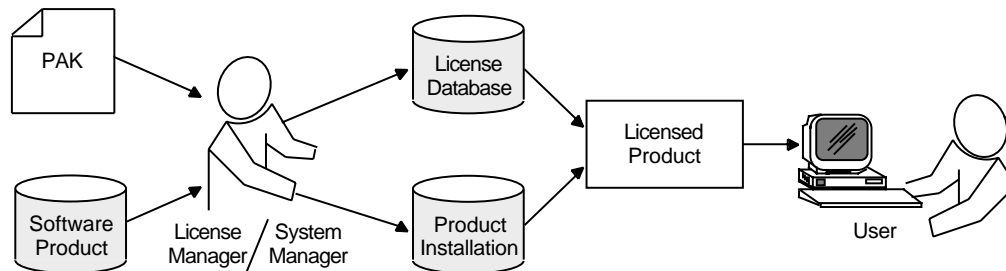 PAK
License
Database
Licensed
Product
Software
Product
License
Manager
/
System
Manager
Product
Installation
User